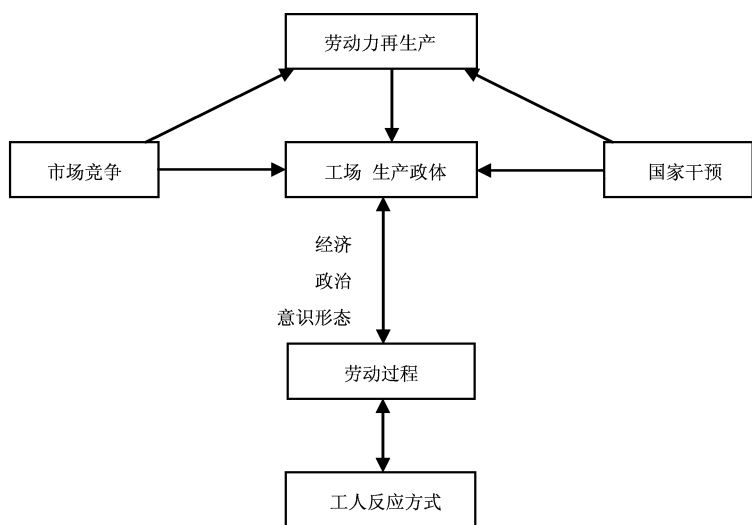 劳动力再生产
市场竞争
工场 生产政体
国家干预
经济
政治
意识形态
劳动过程
工人反应方式